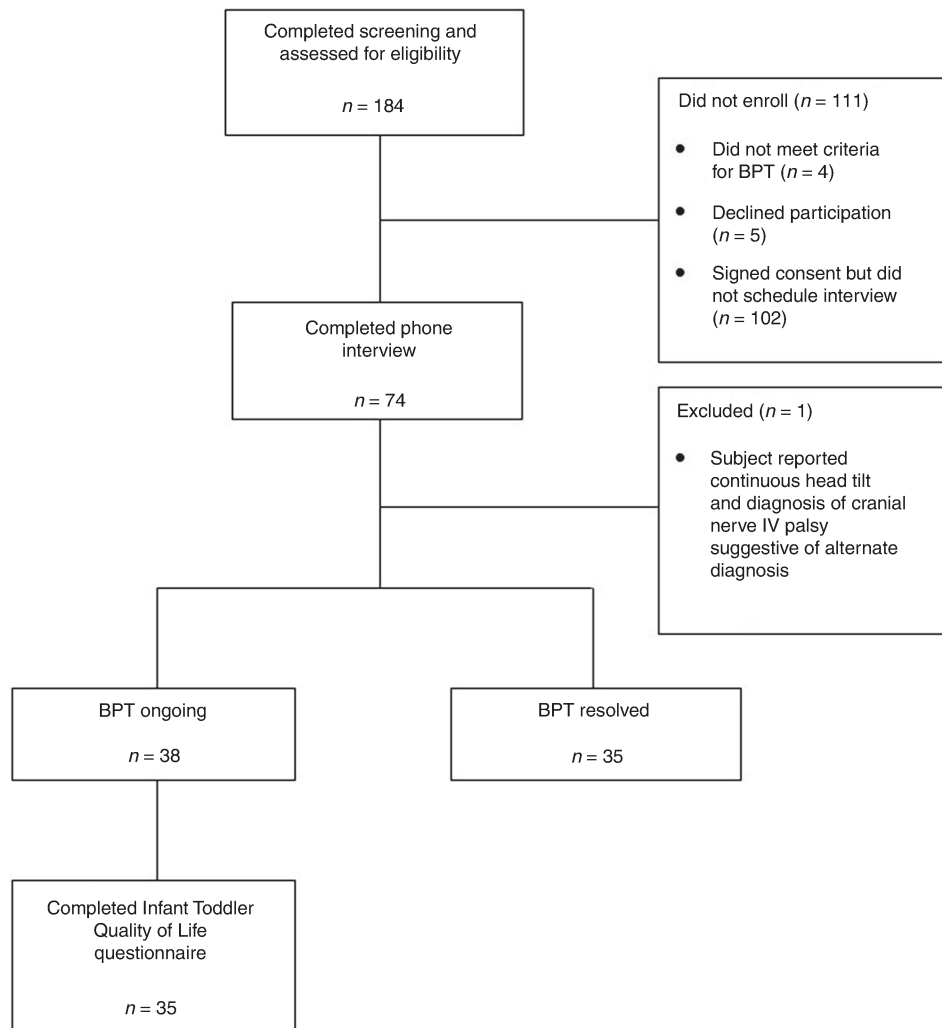 Completed screening and
assessed for eligibility
n = 184
Did not enroll (n = 111)
• Did not meet criteria
for BPT (n = 4)
• Declined participation
(n = 5)
• Signed consent but did
not schedule interview
(n = 102)
Completed phone
interview
n = 74
Excluded (n = 1)
• Subject reported
continuous head tilt
and diagnosis of cranial
nerve IV palsy
suggestive of alternate
diagnosis
BPT ongoing
n = 38
BPT resolved
n = 35
Completed Infant Toddler
Quality of Life
questionnaire
n = 35